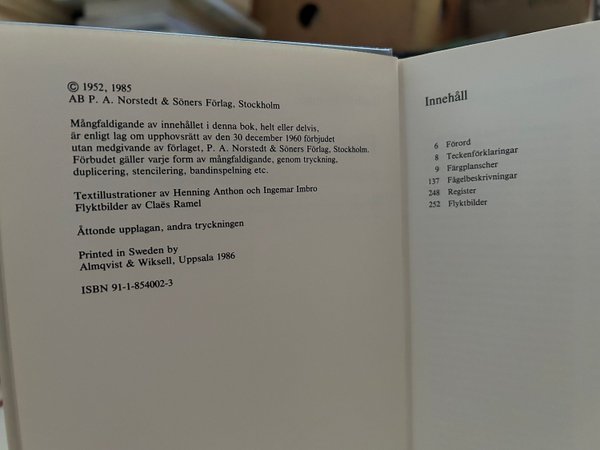 © 1952, 1985
AB P. A. Norstedt & Söners Förlag, Stockholm
Mångfaldigande av innehållet i denna bok, helt eller delvis,
är enligt lag om upphovsrätt av den 30 december 1960 förbjudet
utan medgivande av förlaget, P. A. Norstedt & Söners Förlag, Stockholm.
Förbudet gäller varje form av mångfaldigande, genom tryckning,
duplicering, stencilering, bandinspelning etc.
Textillustrationer av Henning Anthon och Ingemar Imbro
Flyktbilder av Claës Ramel
Åttonde upplagan, andra tryckningen
Printed in Sweden by
Almqvist & Wiksell, Uppsala 1986
ISBN 91-1-854002-3
Innehåll
6 Förord
8 Teckenförklaringar
9 Färgplanscher
137 Fågelbeskrivningar
248 Register
252 Flyktbilder